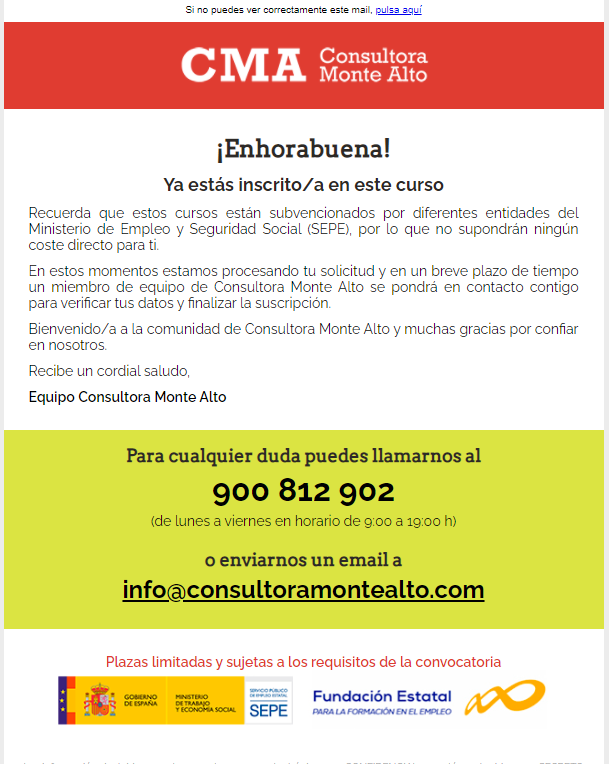 Si no puedes ver correctamente este mail, pulsa aquí
CMA Consultora
Monte Alto
¡Enhorabuena!
Ya estás inscrito/a en este curso
Recuerda que estos cursos están subvencionados por diferentes entidades del
Ministerio de Empleo y Seguridad Social (SEPE), por lo que no supondrán ningún
coste directo para ti.
En estos momentos estamos procesando tu solicitud y en un breve plazo de tiempo
un miembro de equipo de Consultora Monte Alto se pondrá en contacto contigo
para verificar tus datos y finalizar la suscripción.
Bienvenido/a a la comunidad de Consultora Monte Alto y muchas gracias por confiar
en nosotros.
Recibe un cordial saludo,
Equipo Consultora Monte Alto
Para cualquier duda puedes llamarnos al
900 812 902
(de lunes a viernes en horario de 9:00 a 19:00 h)
o enviarnos un email a
info@consultoramontealto.com
Plazas limitadas y sujetas a los requisitos de la convocatoria
GOBIERNO
DE ESPAÑA
MINISTERIO
DE TRABAJO
Y ECONOMÍA SOCIAL
SERVICIO PÚBLICO
DE EMPLEO ESTATAL
SEPE
Fundación Estatal
PARA LA FORMACIÓN EN EL EMPLEO